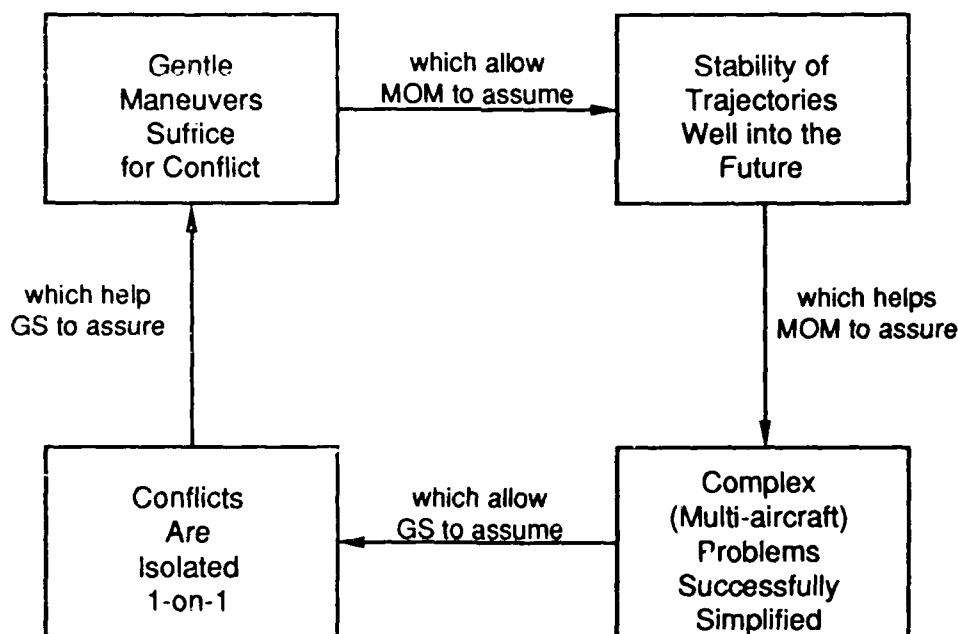 Gentle
Maneuvers
Suffice
for Conflict
which allow
MOM to assume
Stability of
Trajectories
Well into the
Future
which help
GS to assure
which helps
MOM to assure
Conflicts
Are
Isolated
1-on-1
which allow
GS to assume
Complex
(Multi-aircraft)
Problems
Successfully
Simplified